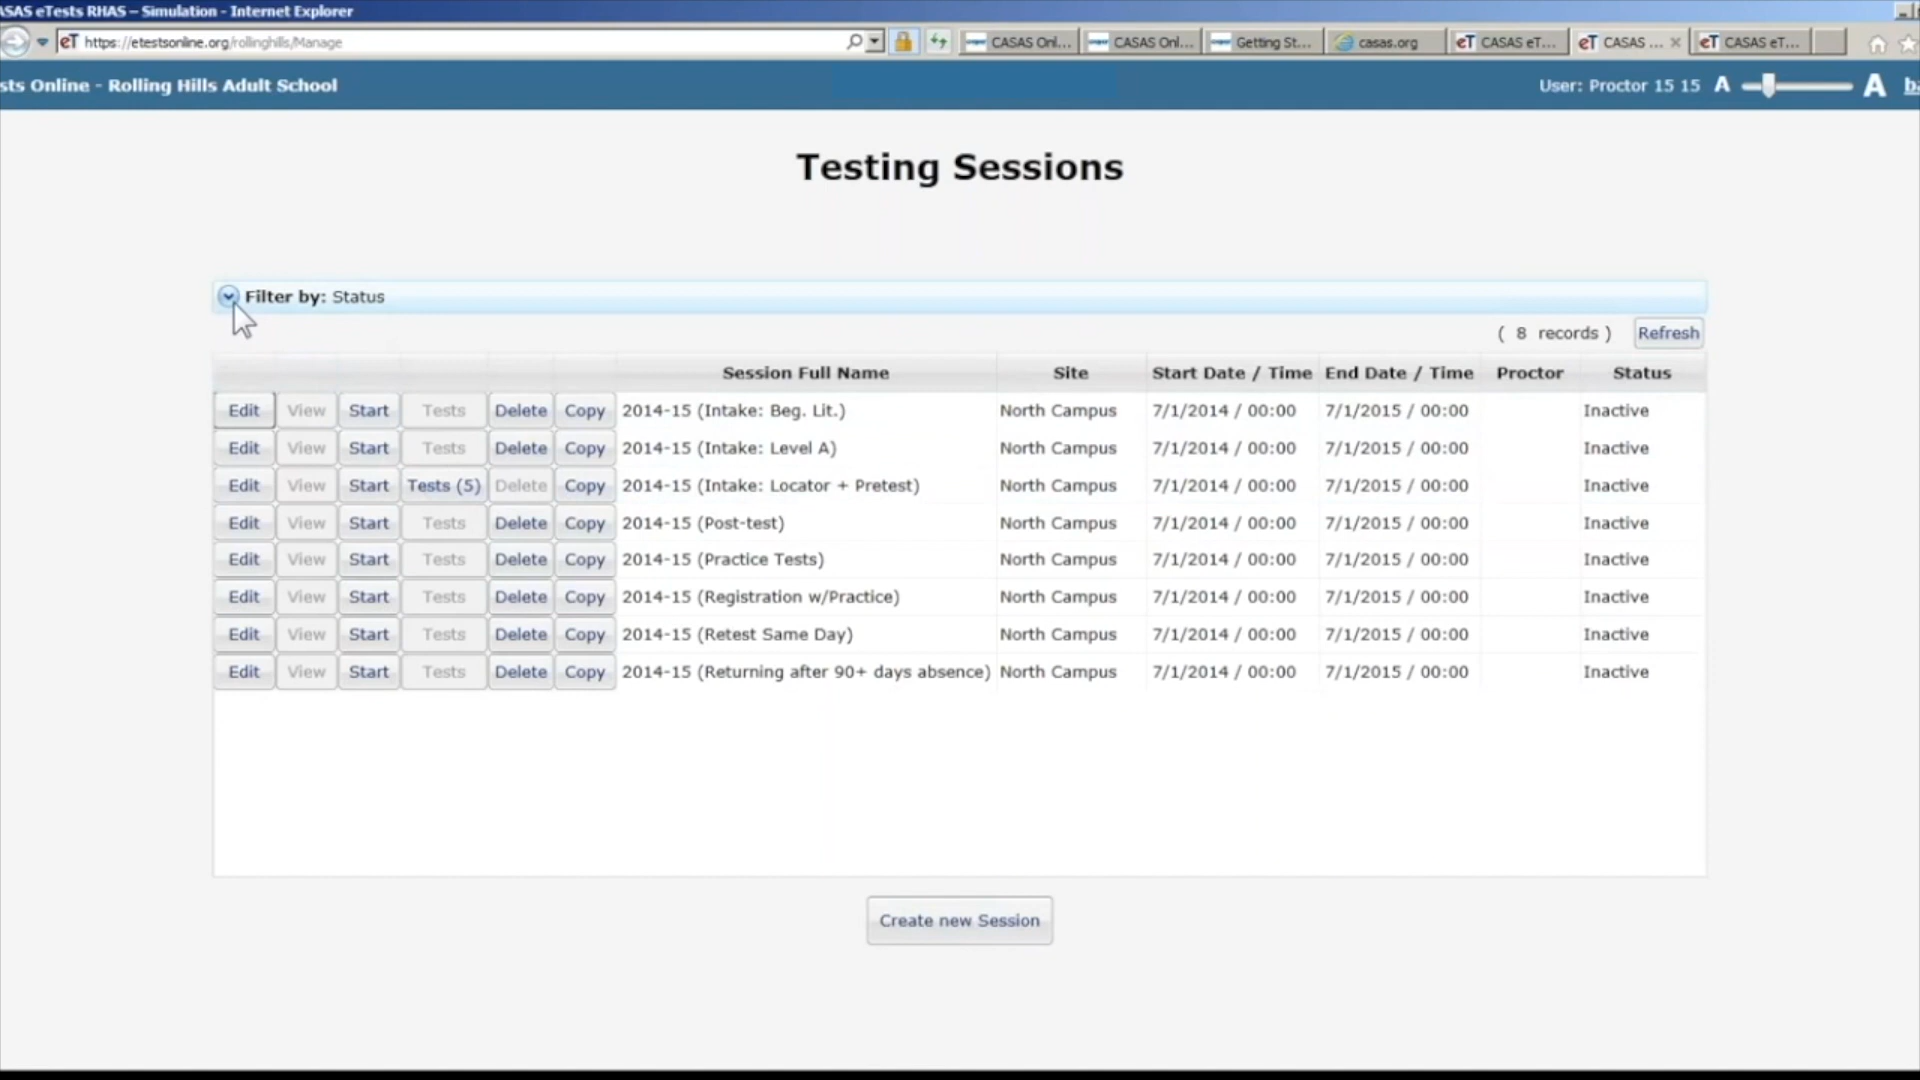 ASAS eTests RHAS – Simulation - Internet Explorer
eT https://etestsonline.org/rollinghills/Manage CASAS Onl... CASAS Onl... Getting St... casas.org eT CASAS eT... eT CASAS ... × eT CASAS eT...
sts Online - Rolling Hills Adult School User: Proctor 15 15 A A
Testing Sessions
Filter by: Status
( 8 records ) Refresh
Session Full Name Site Start Date / Time End Date / Time Proctor Status
Edit View Start Tests Delete Copy 2014-15 (Intake: Beg. Lit.) North Campus 7/1/2014 / 00:00 7/1/2015 / 00:00 Inactive
Edit View Start Tests Delete Copy 2014-15 (Intake: Level A) North Campus 7/1/2014 / 00:00 7/1/2015 / 00:00 Inactive
Edit View Start Tests (5) Delete Copy 2014-15 (Intake: Locator + Pretest) North Campus 7/1/2014 / 00:00 7/1/2015 / 00:00 Inactive
Edit View Start Tests Delete Copy 2014-15 (Post-test) North Campus 7/1/2014 / 00:00 7/1/2015 / 00:00 Inactive
Edit View Start Tests Delete Copy 2014-15 (Practice Tests) North Campus 7/1/2014 / 00:00 7/1/2015 / 00:00 Inactive
Edit View Start Tests Delete Copy 2014-15 (Registration w/Practice) North Campus 7/1/2014 / 00:00 7/1/2015 / 00:00 Inactive
Edit View Start Tests Delete Copy 2014-15 (Retest Same Day) North Campus 7/1/2014 / 00:00 7/1/2015 / 00:00 Inactive
Edit View Start Tests Delete Copy 2014-15 (Returning after 90+ days absence) North Campus 7/1/2014 / 00:00 7/1/2015 / 00:00 Inactive
Create new Session